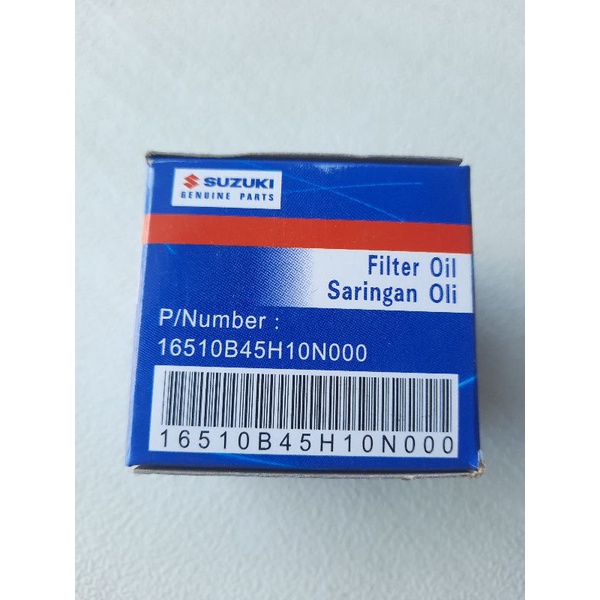 SUZUKI
GENUINE PARTS
Filter Oil
Saringan Oli
P/Number :
16510B45H10N000
16510B45H10N000